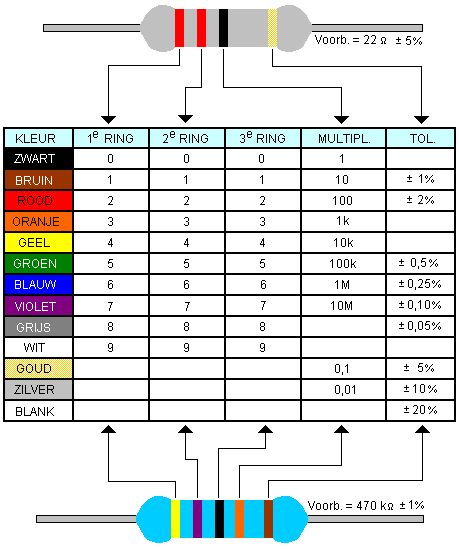 Voorb. = 22 Ω ± 5%
KLEUR 1e RING 2e RING 3e RING MULTIPL. TOL.
ZWART 0 0 0 1
BRUIN 1 1 1 10 ± 1%
ROOD 2 2 2 100 ± 2%
ORANJE 3 3 3 1k
GEEL 4 4 4 10k
GROEN 5 5 5 100k ± 0,5%
BLAUW 6 6 6 1M ± 0,25%
VIOLET 7 7 7 10M ± 0,10%
GRIJS 8 8 8 ± 0,05%
WIT 9 9 9
GOUD 0,1 ± 5%
ZILVER 0,01 ± 10%
BLANK ± 20%
Voorb. = 470 kΩ ± 1%